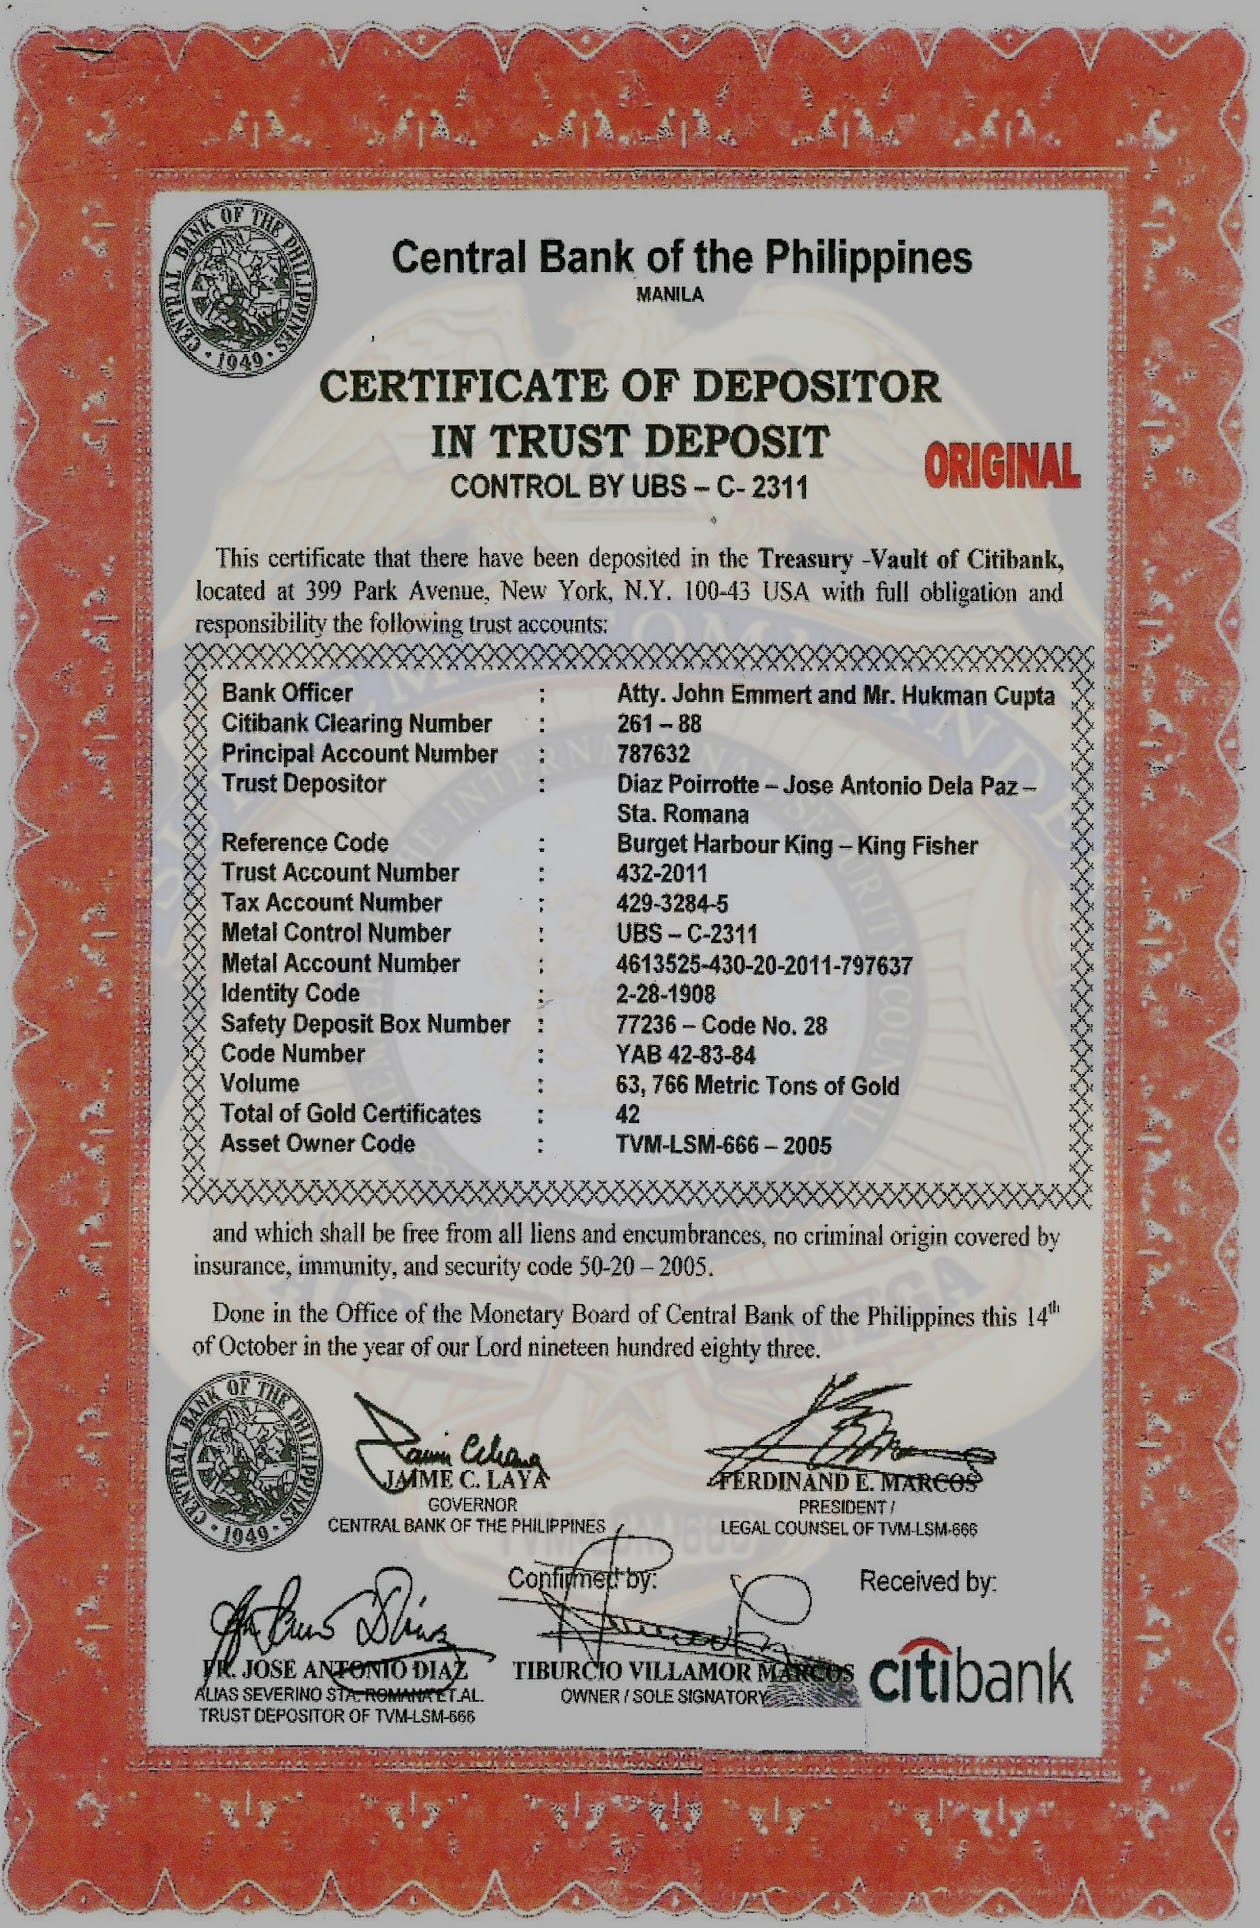 CENTRAL BANK OF THE PHILIPPINES
· 1949 ·
Central Bank of the Philippines
MANILA
CERTIFICATE OF DEPOSITOR
IN TRUST DEPOSIT
ORIGINAL
CONTROL BY UBS – C- 2311
This certificate that there have been deposited in the Treasury -Vault of Citibank,
located at 399 Park Avenue, New York, N.Y. 100-43 USA with full obligation and
responsibility the following trust accounts:
Bank Officer : Atty. John Emmert and Mr. Hukman Cupta
Citibank Clearing Number : 261 – 88
Principal Account Number : 787632
Trust Depositor : Diaz Poirrotte – Jose Antonio Dela Paz –
Sta. Romana
Reference Code : Burget Harbour King – King Fisher
Trust Account Number : 432-2011
Tax Account Number : 429-3284-5
Metal Control Number : UBS – C-2311
Metal Account Number : 4613525-430-20-2011-797637
Identity Code : 2-28-1908
Safety Deposit Box Number : 77236 – Code No. 28
Code Number : YAB 42-83-84
Volume : 63, 766 Metric Tons of Gold
Total of Gold Certificates : 42
Asset Owner Code : TVM-LSM-666 – 2005
and which shall be free from all liens and encumbrances, no criminal origin covered by
insurance, immunity, and security code 50-20 – 2005.
Done in the Office of the Monetary Board of Central Bank of the Philippines this 14th
of October in the year of our Lord nineteen hundred eighty three.
CENTRAL BANK OF THE PHILIPPINES
· 1949 ·
JAIME C. LAYA
GOVERNOR
CENTRAL BANK OF THE PHILIPPINES
FERDINAND E. MARCOS
PRESIDENT /
LEGAL COUNSEL OF TVM-LSM-666
Confirmed by:
Received by:
FR. JOSE ANTONIO DIAZ
ALIAS SEVERINO STA. ROMANA ET.AL.
TRUST DEPOSITOR OF TVM-LSM-666
TIBURCIO VILLAMOR MARCOS
OWNER / SOLE SIGNATORY
citibank